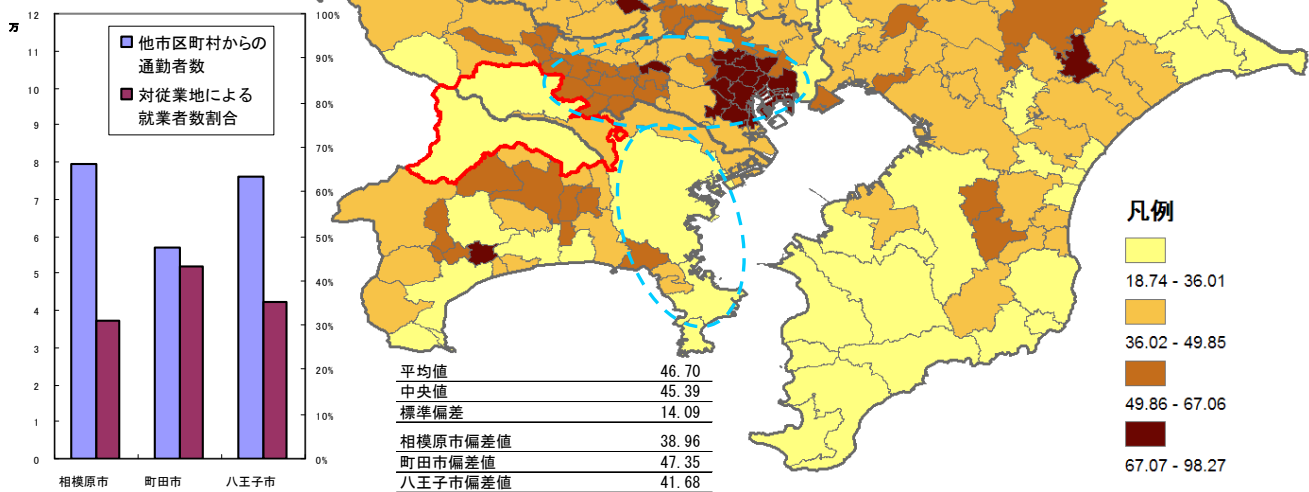 万
12
11
10
9
8
7
6
5
4
3
2
1
0
他市区町村からの
通勤者数
対従業地による
就業者数割合
100%
90%
80%
70%
60%
50%
40%
30%
20%
10%
0%
相模原市 町田市 八王子市
平均値 46.70
中央値 45.39
標準偏差 14.09
相模原市偏差値 38.96
町田市偏差値 47.35
八王子市偏差値 41.68
凡例
18.74 - 36.01
36.02 - 49.85
49.86 - 67.06
67.07 - 98.27